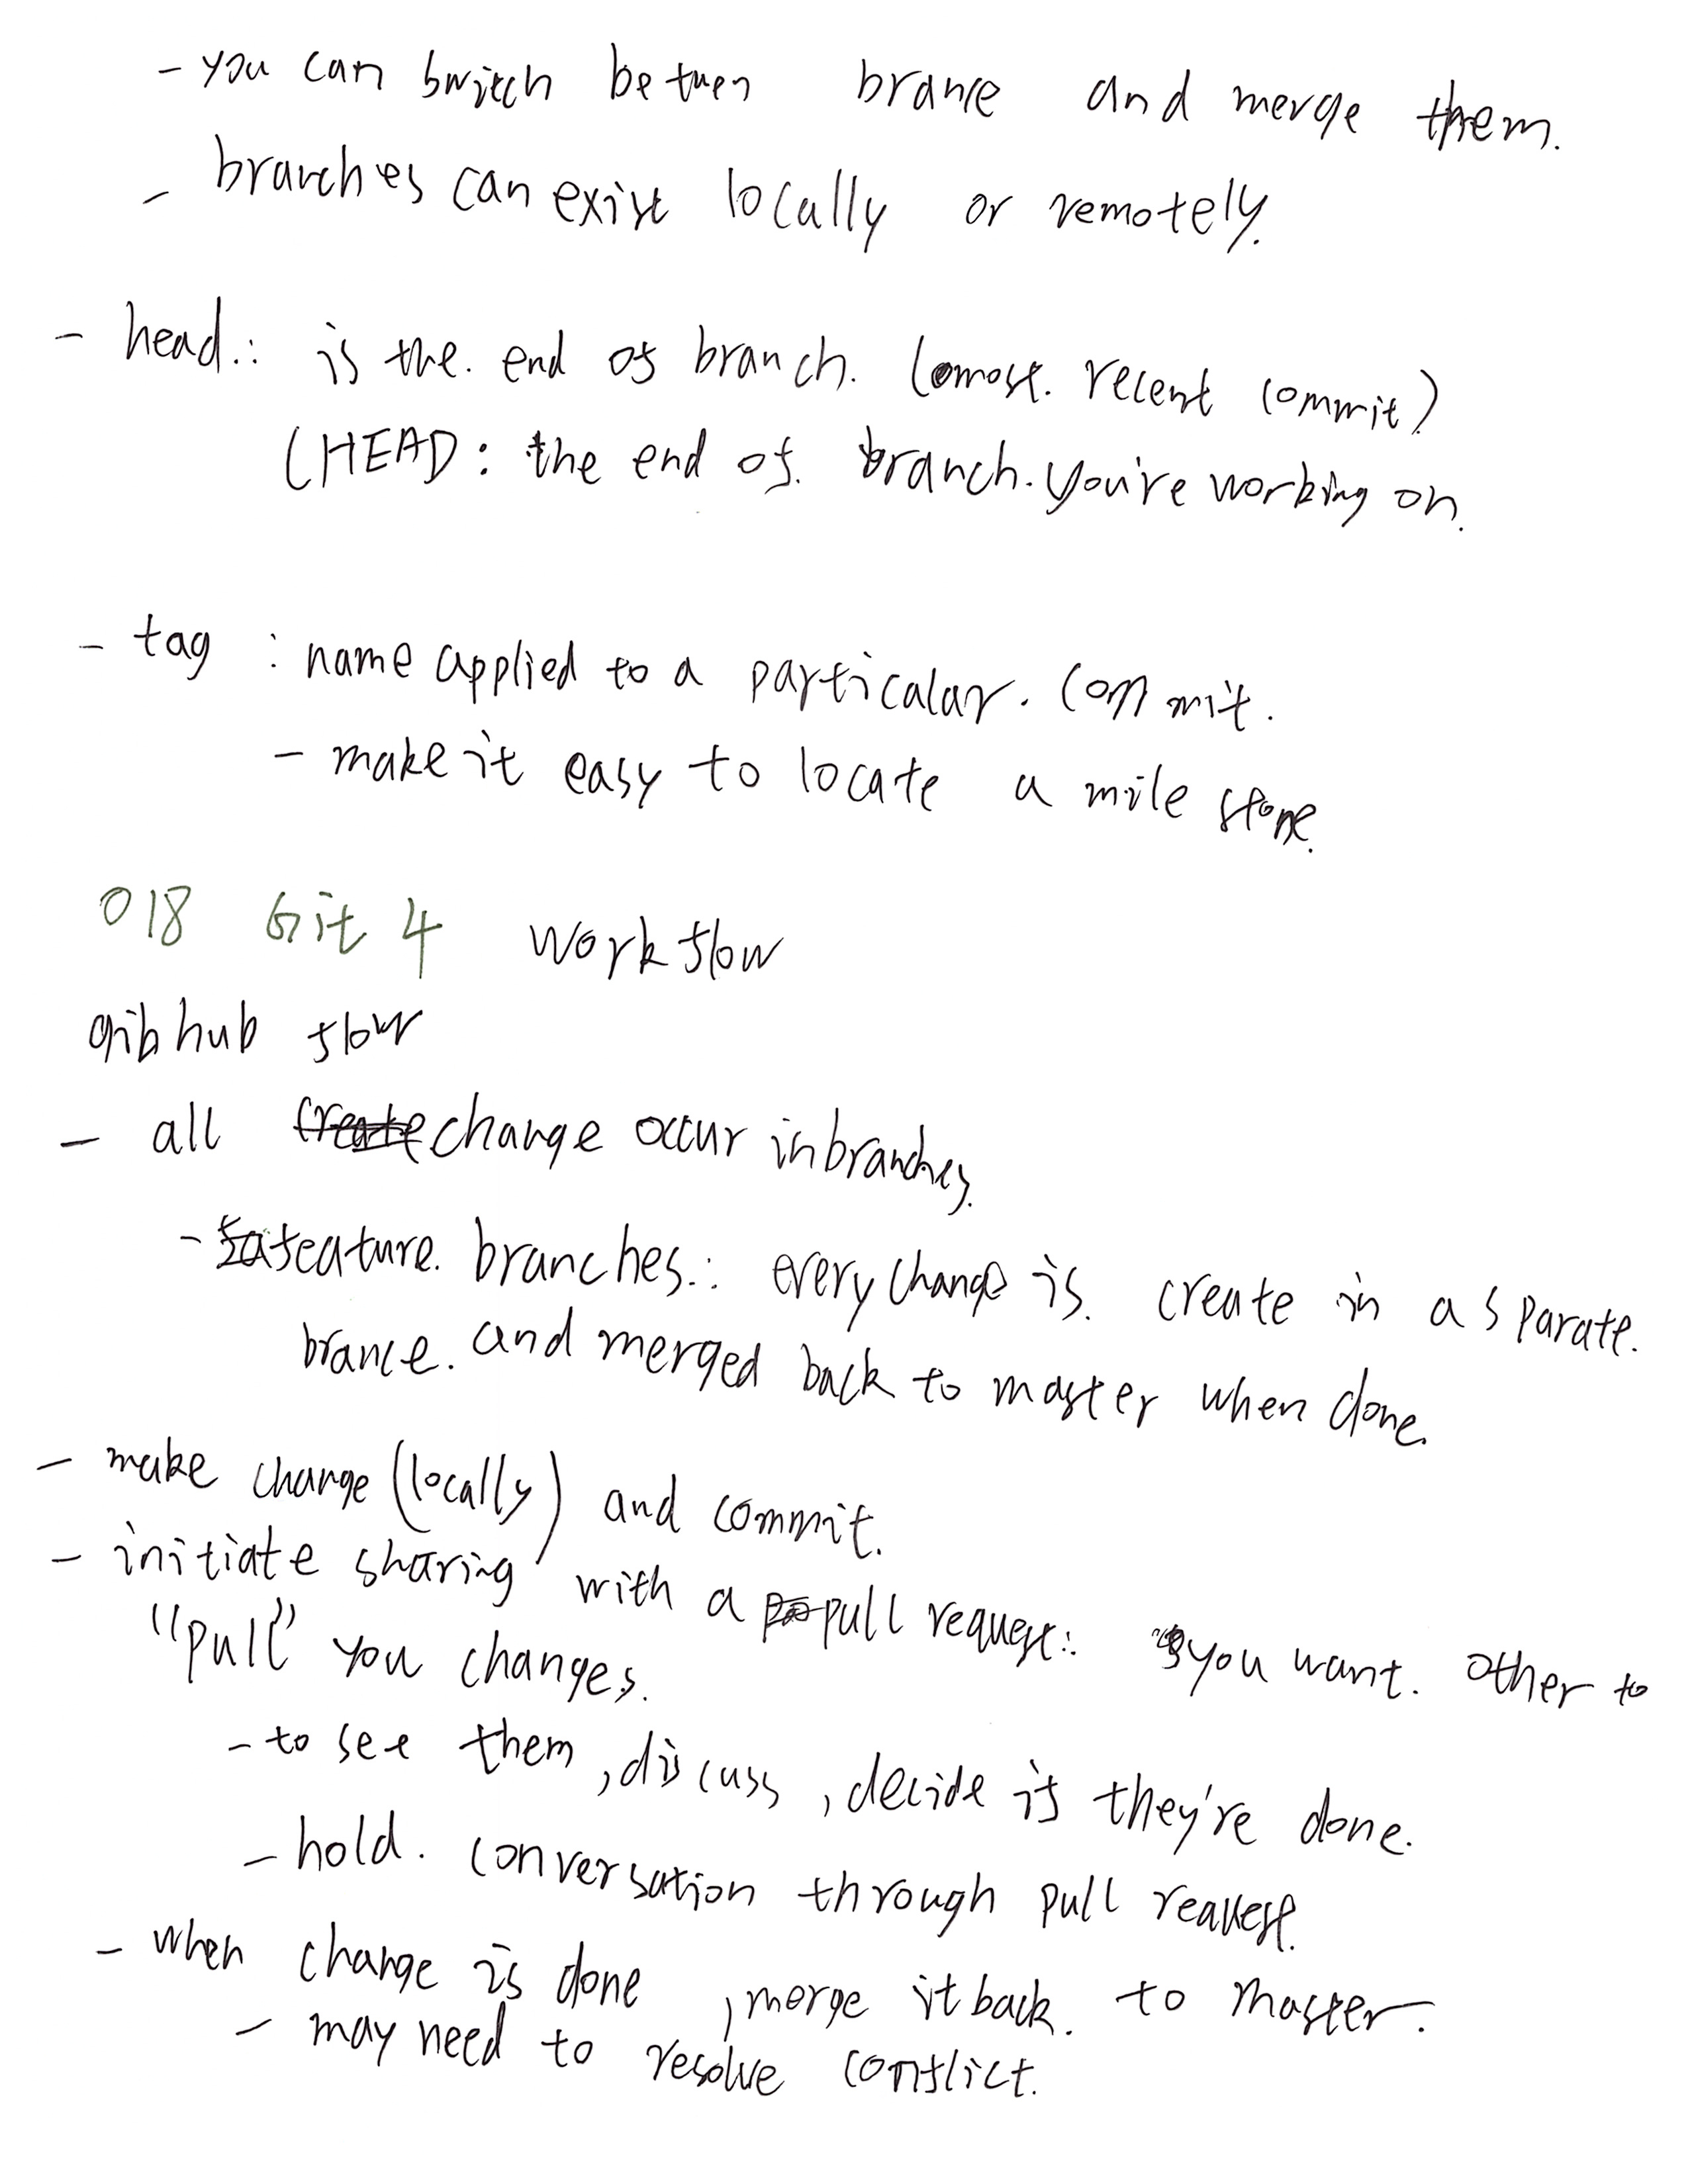 - you can switch betwen brance and merge them.
- branches can exist locally or remotely.
- head.: is the. end of branch. (most. recent commit)
(HEAD: the end of. branch. you're working on.
- tag : name applied to a particalar. commit.
- make it easy to locate a mile stone.
018 Git 4 workflow
gibhub flow
- all create change occur in branches.
- feature. branches.: every change is. create in a sparate.
brance. and merged back to master when done.
- make change (locally) and commit.
- initiate sharing with a pull request: you want. other to
"pull" you changes.
- to see them, discuss, decide if they're done.
- hold. conversation through pull request.
- when change is done, merge it back. to master.
- may need to resolve conflict.